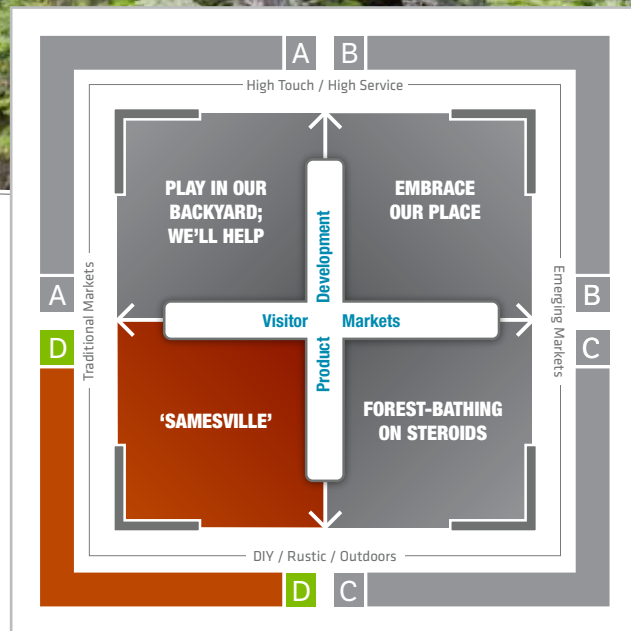 A B
High Touch / High Service
PLAY IN OUR
BACKYARD;
WE'LL HELP
EMBRACE
OUR PLACE
Product Development
Visitor Markets
Traditional Markets
Emerging Markets
A
B
D
C
'SAMESVILLE'
FOREST-BATHING
ON STEROIDS
DIY / Rustic / Outdoors
D C